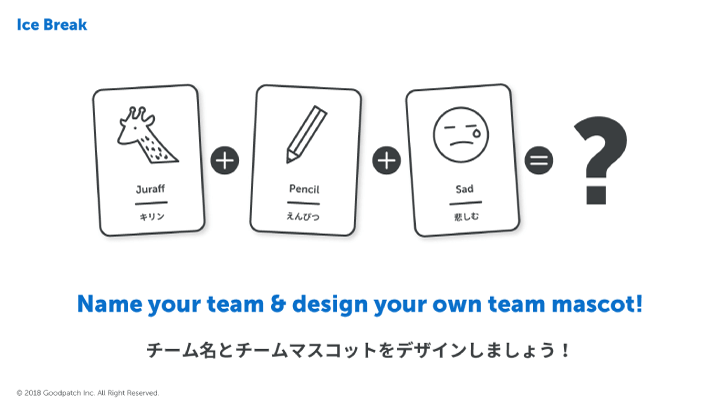 Ice Break
Juraff
キリン
Pencil
えんぴつ
Sad
悲しむ
Name your team & design your own team mascot!
チーム名とチームマスコットをデザインしましょう！
© 2018 Goodpatch Inc. All Right Reserved.